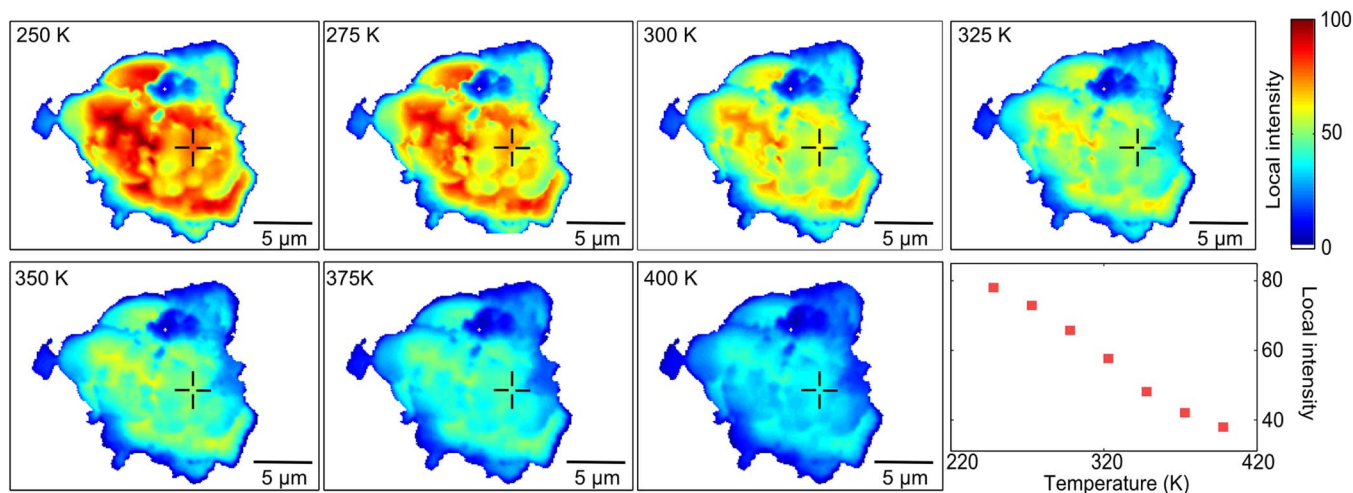 250 K
5 μm
275 K
5 μm
300 K
5 μm
325 K
5 μm
100
50
0
Local intensity
350 K
5 μm
375K
5 μm
400 K
5 μm
80
60
40
Local intensity
220 320 420
Temperature (K)